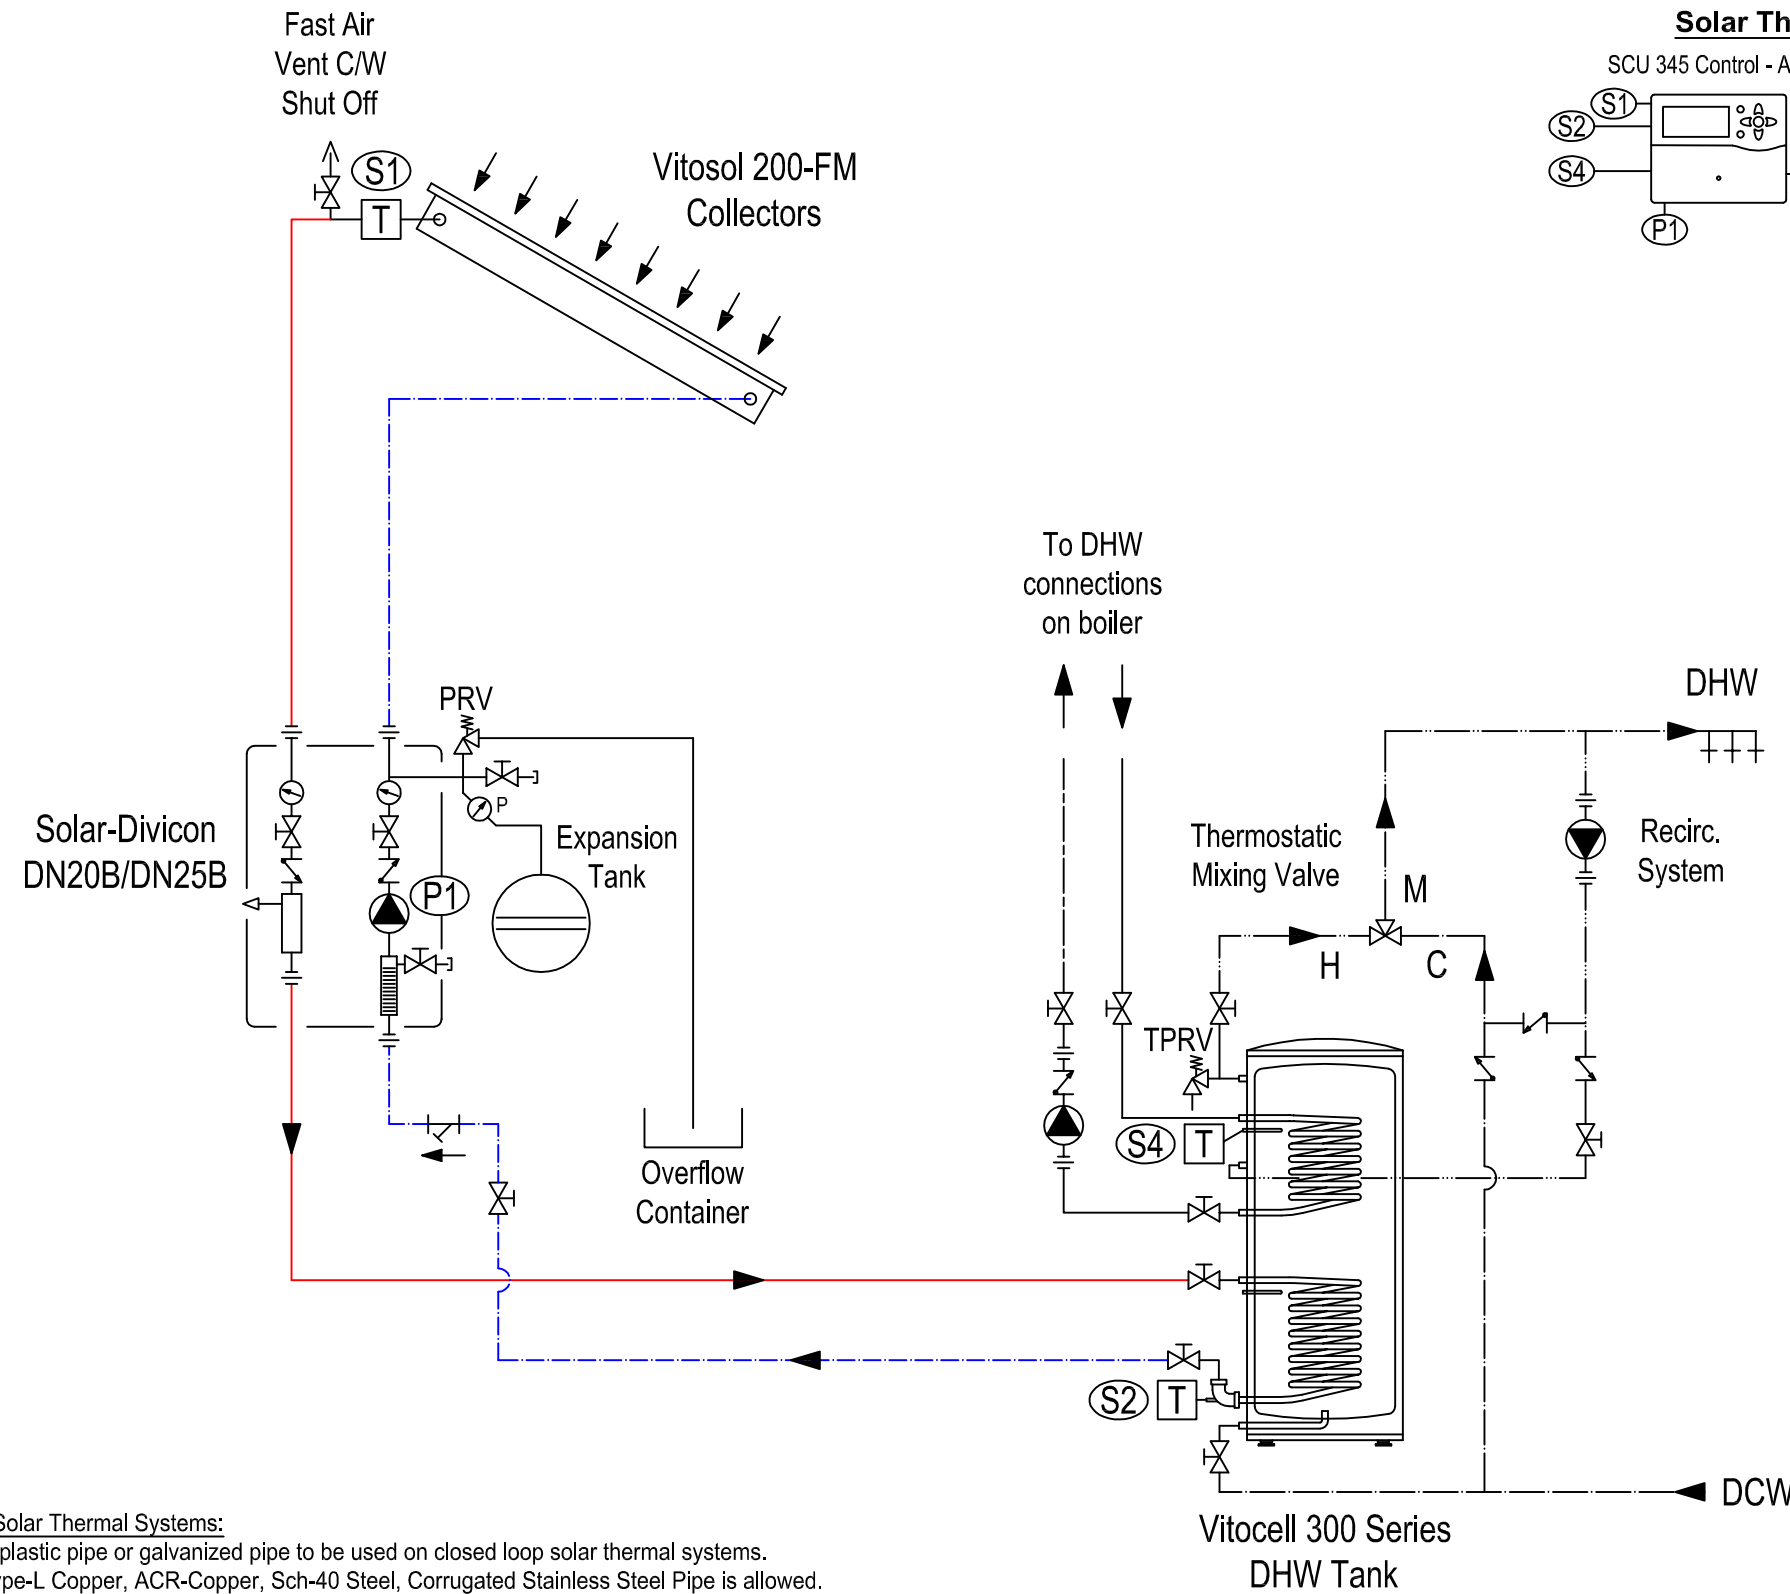 Fast Air
Vent C/W
Shut Off
S1
T
Vitosol 200-FM
Collectors
Solar Th
SCU 345 Control - A
S1
S2
S4
P1
To DHW
connections
on boiler
PRV
P
Solar-Divicon
DN20B/DN25B
P1
Expansion
Tank
Overflow
Container
DHW
Thermostatic
Mixing Valve
M
H
C
Recirc.
System
TPRV
S4
T
S2
T
DCW
Vitocell 300 Series
DHW Tank
Solar Thermal Systems:
plastic pipe or galvanized pipe to be used on closed loop solar thermal systems.
ype-L Copper, ACR-Copper, Sch-40 Steel, Corrugated Stainless Steel Pipe is allowed.